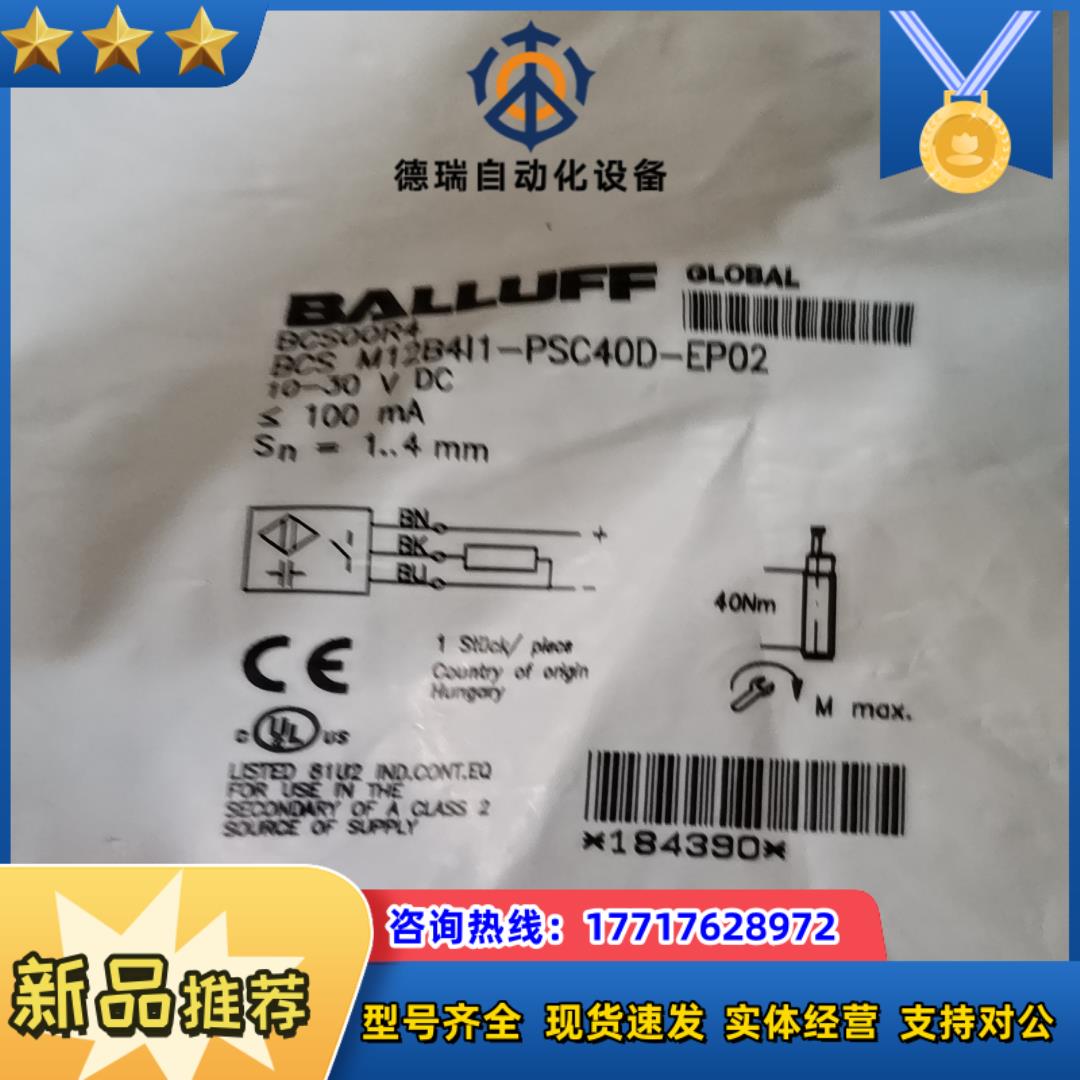 德瑞自动化设备
BALLUFF GLOBAL
BCS00R4
BCS M12B4I1-PSC40D-EP02
10-30 V DC
≤ 100 mA
Sn = 1..4 mm
BN
+
BK
BU
-
40Nm
M max.
CE
1 Stück/ piece
Country of origin
Hungary
c UL us
LISTED 81U2 IND.CONT.EQ
FOR USE IN THE
SECONDARY OF A CLASS 2
SOURCE OF SUPPLY
*184390*
咨询热线：17717628972
新品推荐
型号齐全 现货速发 实体经营 支持对公